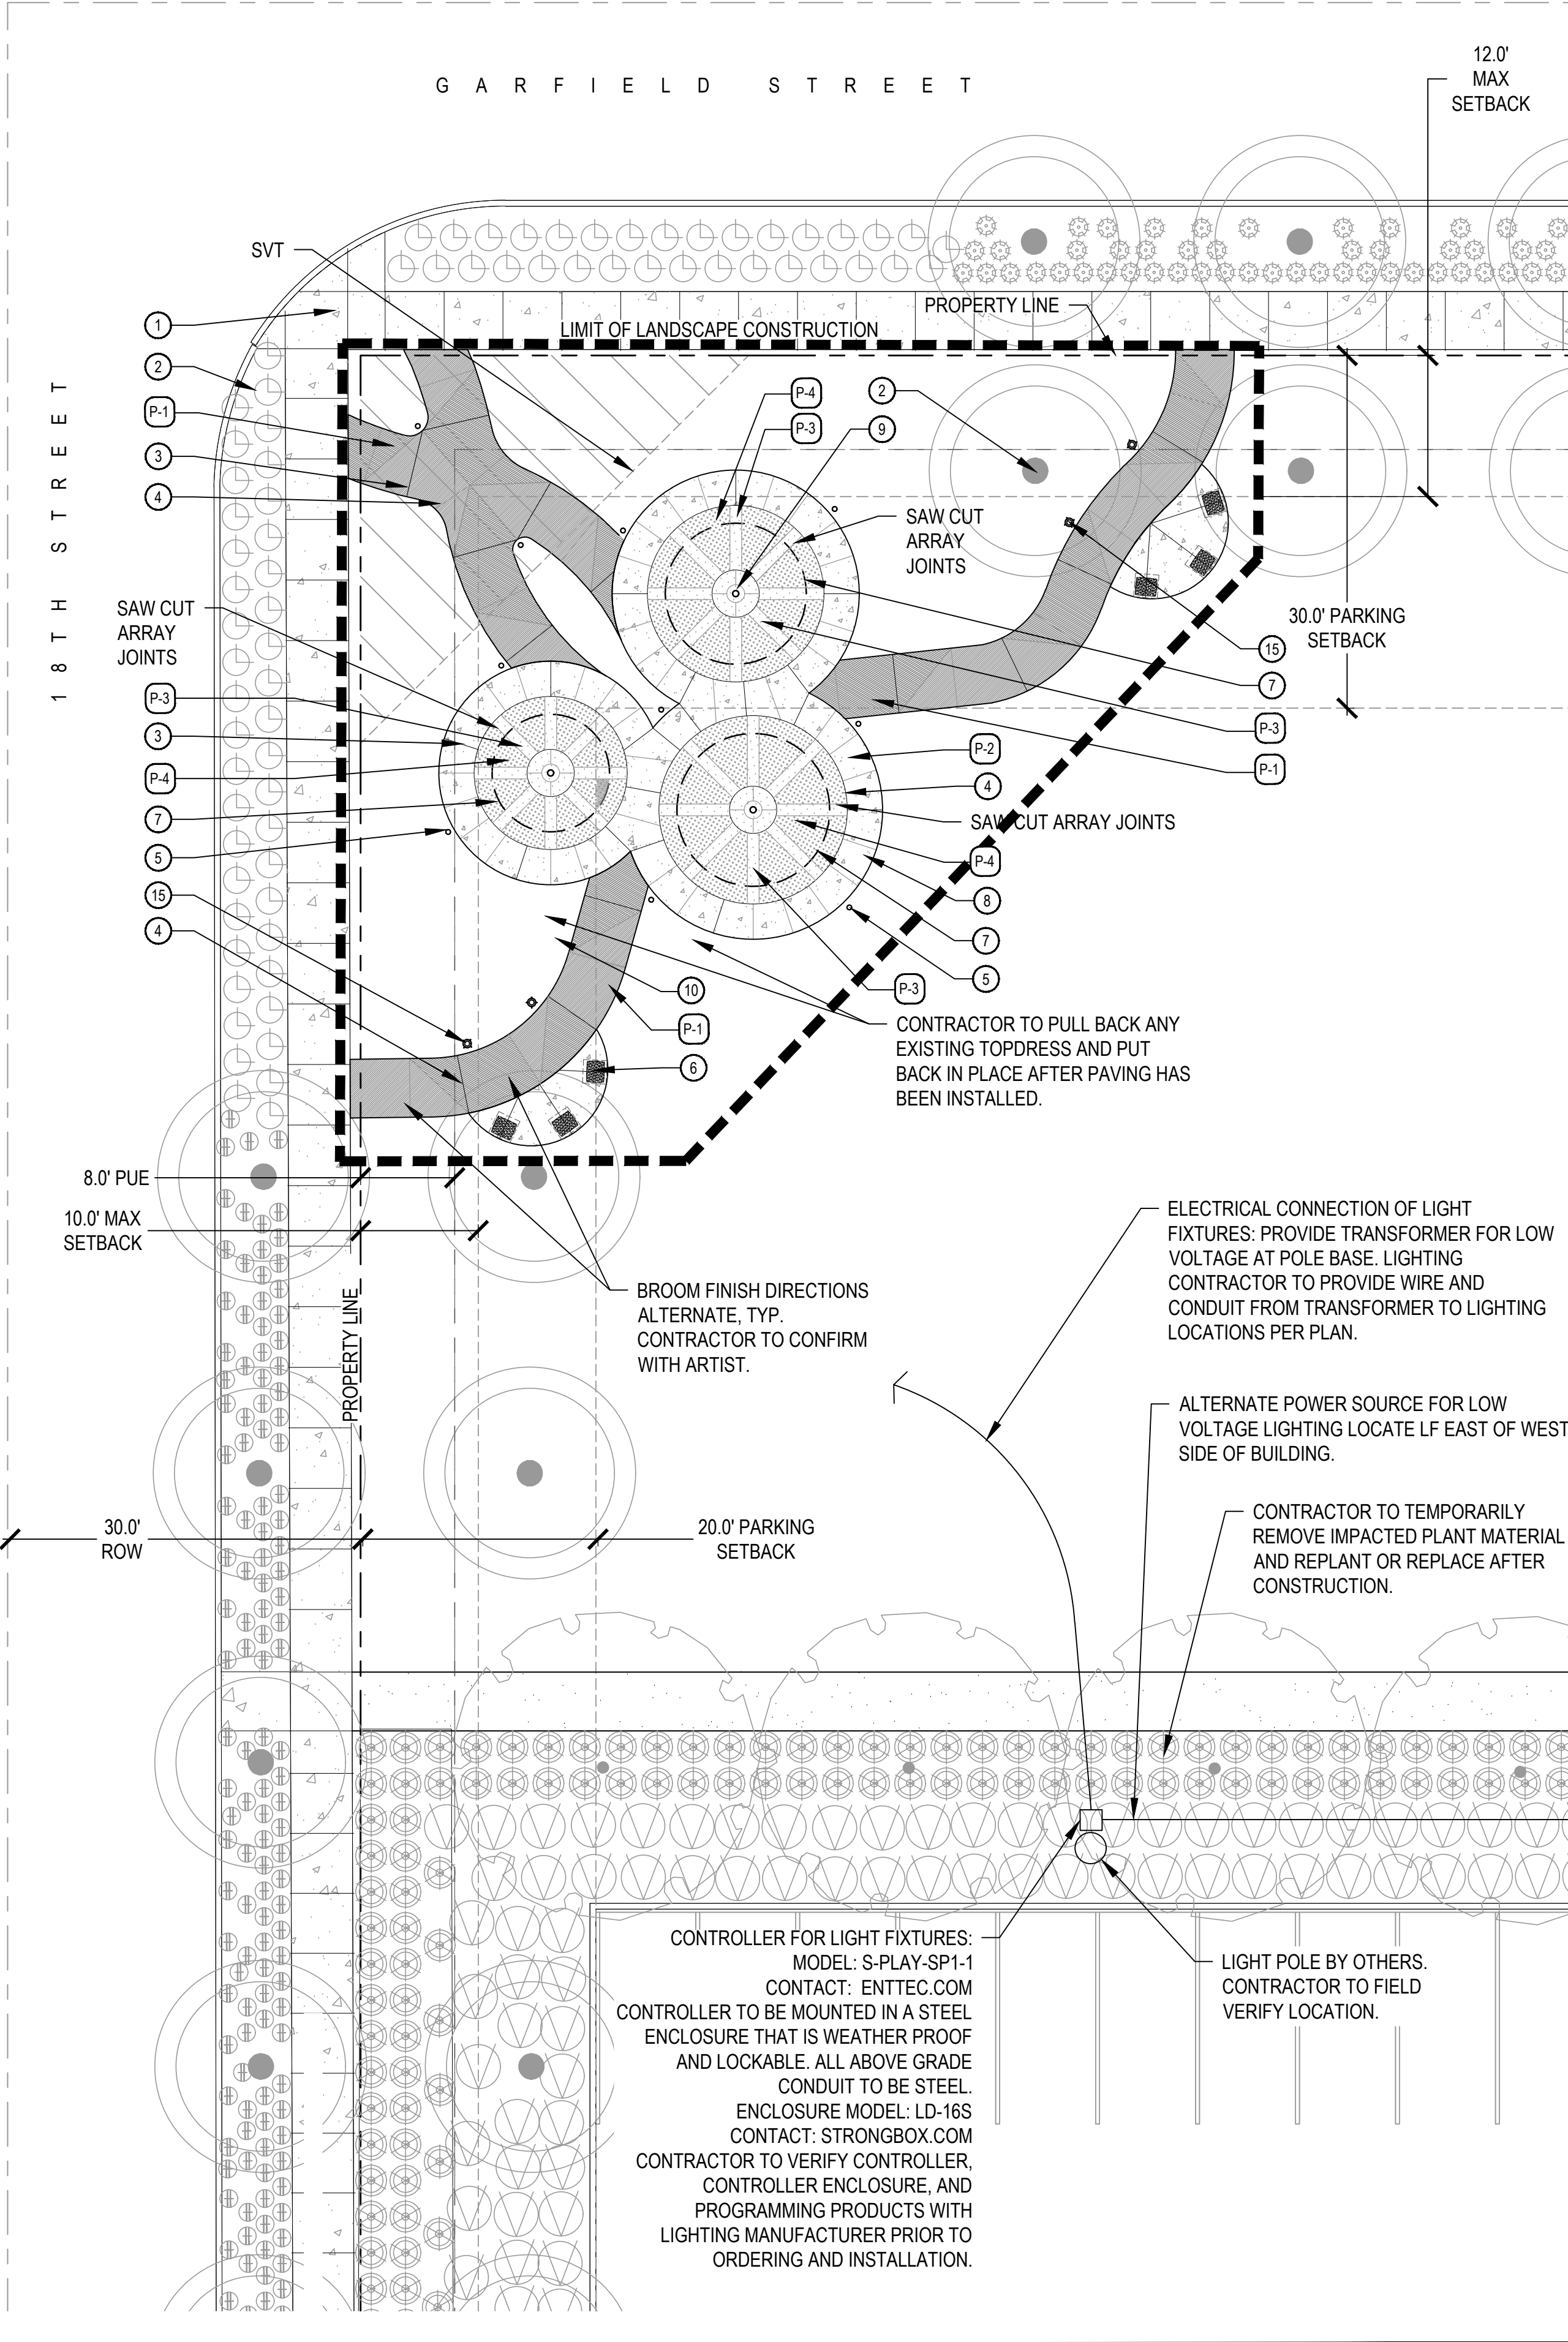 GARFIELD STREET
12.0'
MAX
SETBACK
SVT
PROPERTY LINE
LIMIT OF LANDSCAPE CONSTRUCTION
1
2
P-1
3
4
18TH STREET
P-4
P-3
2
9
SAW CUT
ARRAY
JOINTS
30.0' PARKING
SETBACK
15
7
P-3
P-1
SAW CUT
ARRAY
JOINTS
P-3
3
P-4
7
5
15
4
P-2
4
SAW CUT ARRAY JOINTS
P-4
8
7
5
P-3
10
P-1
6
CONTRACTOR TO PULL BACK ANY
EXISTING TOPDRESS AND PUT
BACK IN PLACE AFTER PAVING HAS
BEEN INSTALLED.
8.0' PUE
10.0' MAX
SETBACK
PROPERTY LINE
BROOM FINISH DIRECTIONS
ALTERNATE, TYP.
CONTRACTOR TO CONFIRM
WITH ARTIST.
ELECTRICAL CONNECTION OF LIGHT
FIXTURES: PROVIDE TRANSFORMER FOR LOW
VOLTAGE AT POLE BASE. LIGHTING
CONTRACTOR TO PROVIDE WIRE AND
CONDUIT FROM TRANSFORMER TO LIGHTING
LOCATIONS PER PLAN.
ALTERNATE POWER SOURCE FOR LOW
VOLTAGE LIGHTING LOCATE LF EAST OF WEST
SIDE OF BUILDING.
30.0'
ROW
20.0' PARKING
SETBACK
CONTRACTOR TO TEMPORARILY
REMOVE IMPACTED PLANT MATERIAL
AND REPLANT OR REPLACE AFTER
CONSTRUCTION.
CONTROLLER FOR LIGHT FIXTURES:
MODEL: S-PLAY-SP1-1
CONTACT: ENTTEC.COM
CONTROLLER TO BE MOUNTED IN A STEEL
ENCLOSURE THAT IS WEATHER PROOF
AND LOCKABLE. ALL ABOVE GRADE
CONDUIT TO BE STEEL.
ENCLOSURE MODEL: LD-16S
CONTACT: STRONGBOX.COM
CONTRACTOR TO VERIFY CONTROLLER,
CONTROLLER ENCLOSURE, AND
PROGRAMMING PRODUCTS WITH
LIGHTING MANUFACTURER PRIOR TO
ORDERING AND INSTALLATION.
LIGHT POLE BY OTHERS.
CONTRACTOR TO FIELD
VERIFY LOCATION.